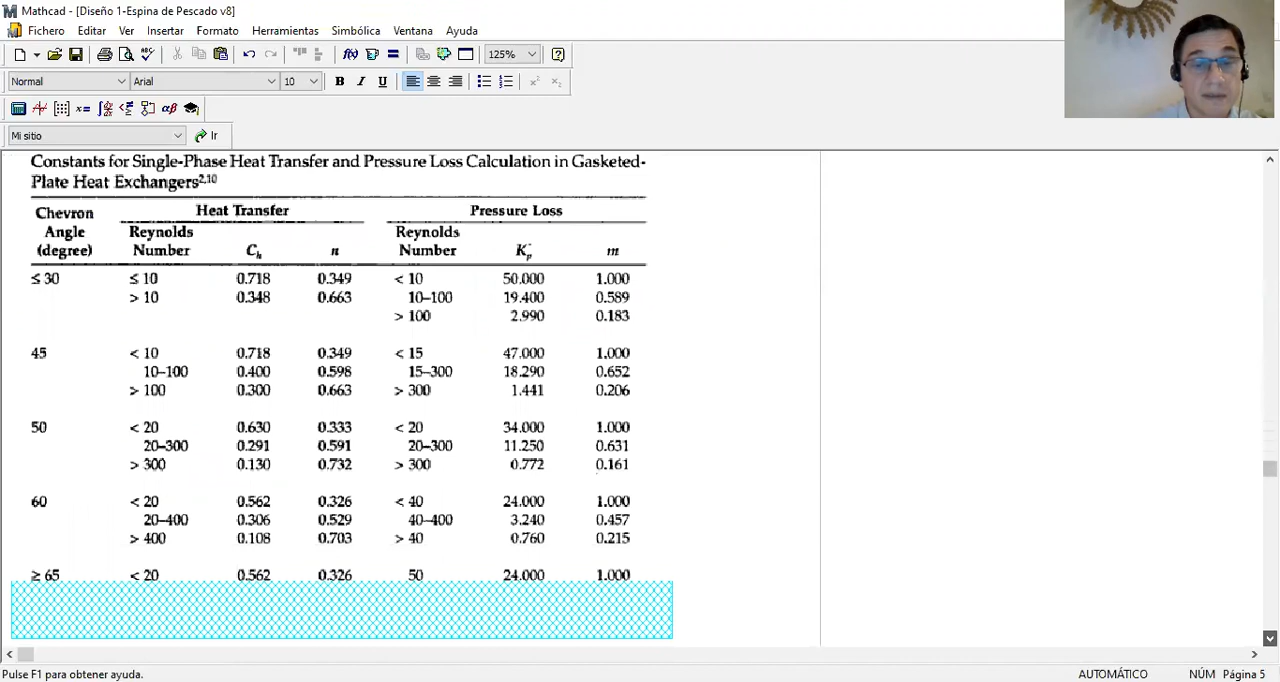 Mathcad - [Diseño 1-Espina de Pescado v8]
Fichero Editar Ver Insertar Formato Herramientas Simbólica Ventana Ayuda
125%
Normal Arial 10 B I U
Mi sitio Ir
Constants for Single-Phase Heat Transfer and Pressure Loss Calculation in Gasketed-
Plate Heat Exchangers2,10
Chevron Heat Transfer Pressure Loss
Angle Reynolds Reynolds
(degree) Number Ch n Number Kp m
≤ 30 ≤ 10 0.718 0.349 < 10 50.000 1.000
> 10 0.348 0.663 10–100 19.400 0.589
> 100 2.990 0.183
45 < 10 0.718 0.349 < 15 47.000 1.000
10–100 0.400 0.598 15–300 18.290 0.652
> 100 0.300 0.663 > 300 1.441 0.206
50 < 20 0.630 0.333 < 20 34.000 1.000
20–300 0.291 0.591 20–300 11.250 0.631
> 300 0.130 0.732 > 300 0.772 0.161
60 < 20 0.562 0.326 < 40 24.000 1.000
20–400 0.306 0.529 40–400 3.240 0.457
> 400 0.108 0.703 > 40 0.760 0.215
≥ 65 < 20 0.562 0.326 50 24.000 1.000
Pulse F1 para obtener ayuda. AUTOMÁTICO NÚM Página 5